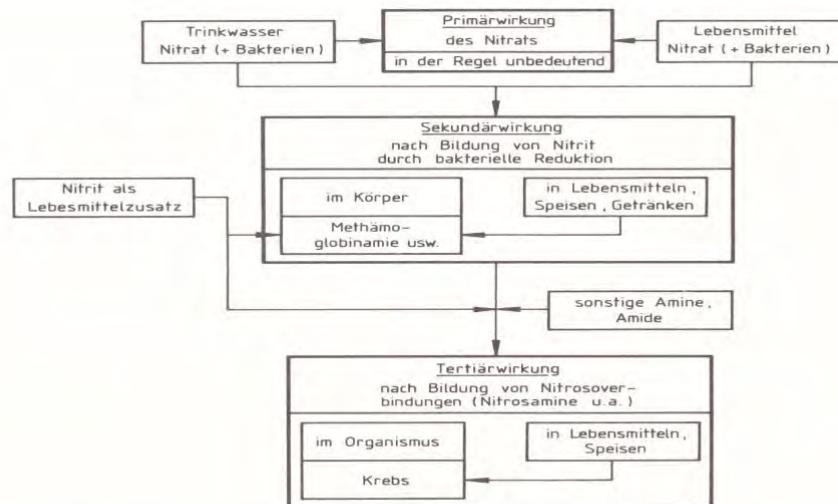 Trinkwasser
Nitrat (+ Bakterien)
Primärwirkung
des Nitrats
in der Regel unbedeutend
Lebensmittel
Nitrat (+ Bakterien)
Sekundärwirkung
nach Bildung von Nitrit
durch bakterielle Reduktion
Nitrit als
Lebesmittelzusatz
im Körper
Methämo-
globinamie usw.
in Lebensmitteln,
Speisen, Getränken
sonstige Amine,
Amide
Tertiärwirkung
nach Bildung von Nitrosover-
bindungen (Nitrosamine u.a.)
im Organismus
Krebs
in Lebensmitteln,
Speisen